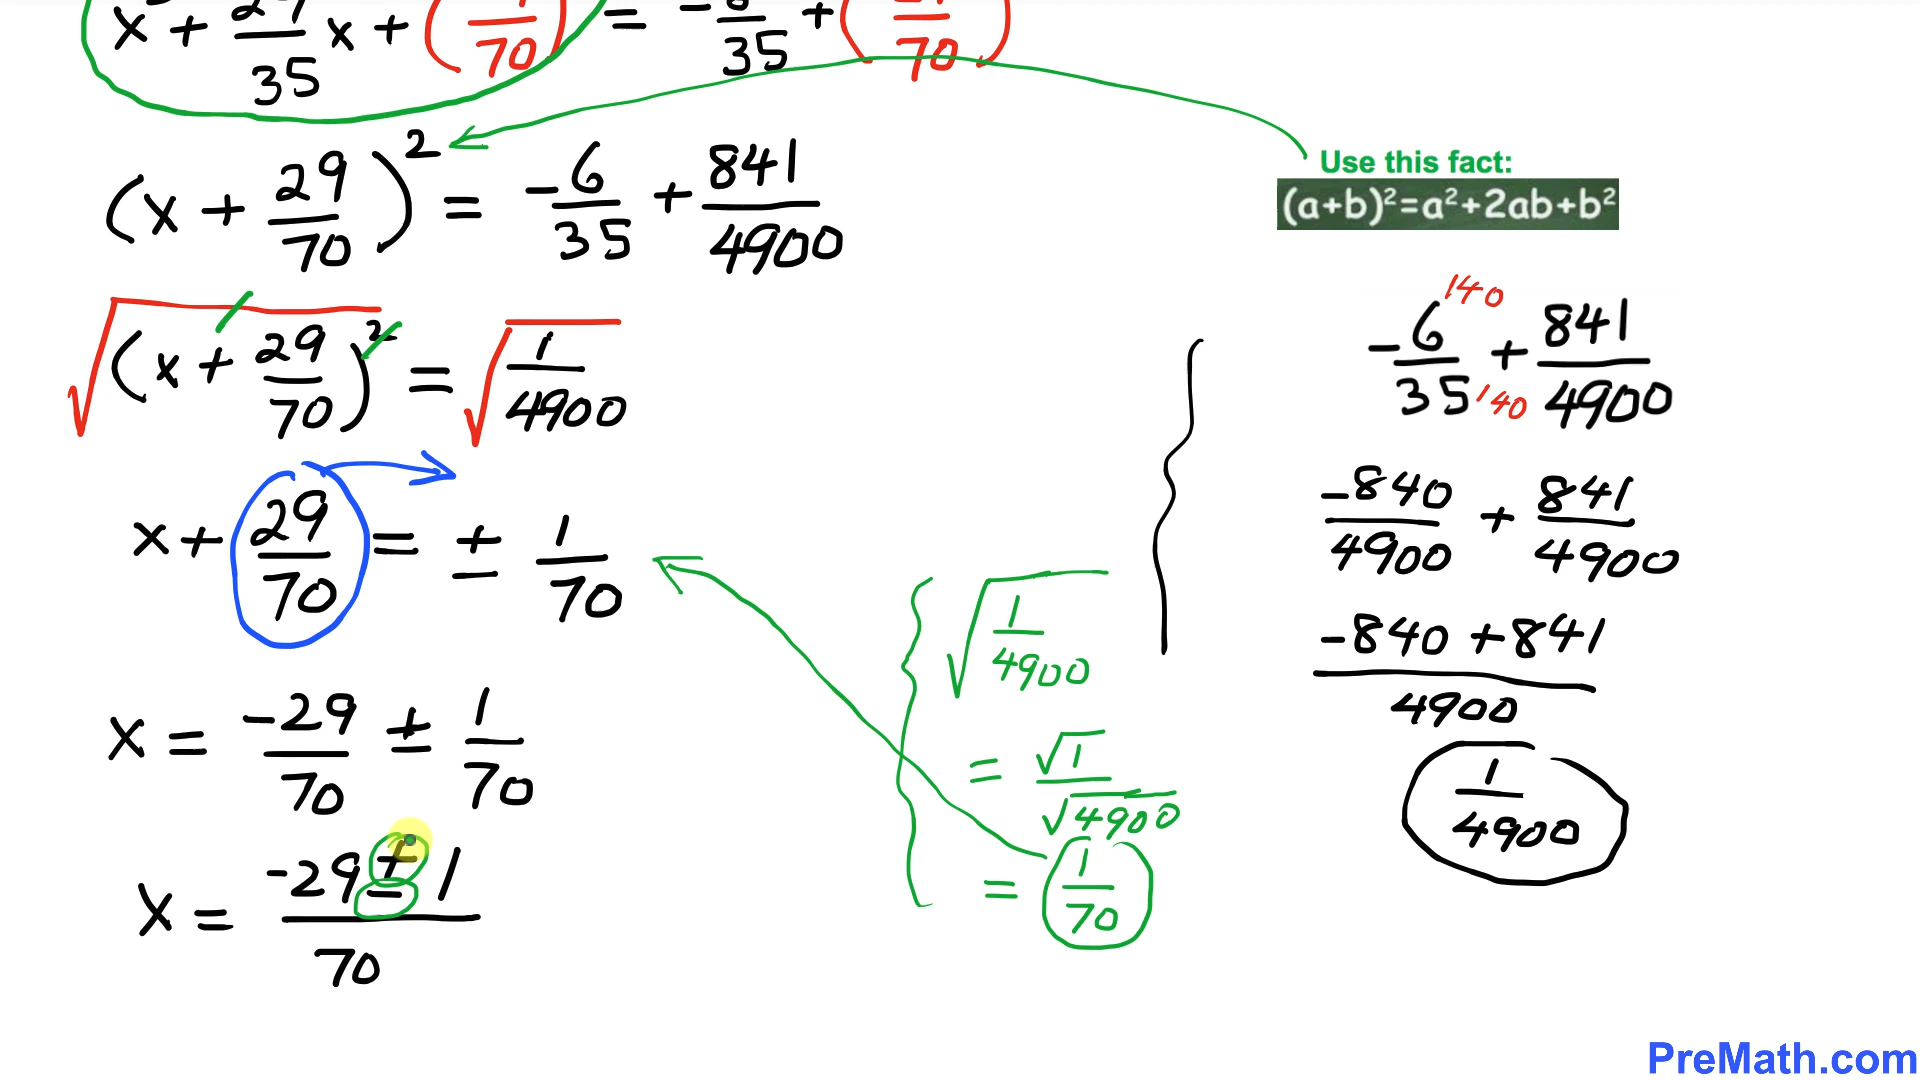 x + 29/35 x + ( /70) = -6/35 + ( /70)
(x + 29/70)² = -6/35 + 841/4900
√(x + 29/70)² = √1/4900
x + 29/70 = ± 1/70
x = -29/70 ± 1/70
x = -29 ± 1/70
√1/4900
= √1/√4900
= 1/70
Use this fact:
(a+b)²=a²+2ab+b²
-6 140/35 140 + 841/4900
-840/4900 + 841/4900
-840 + 841/4900
1/4900
PreMath.com